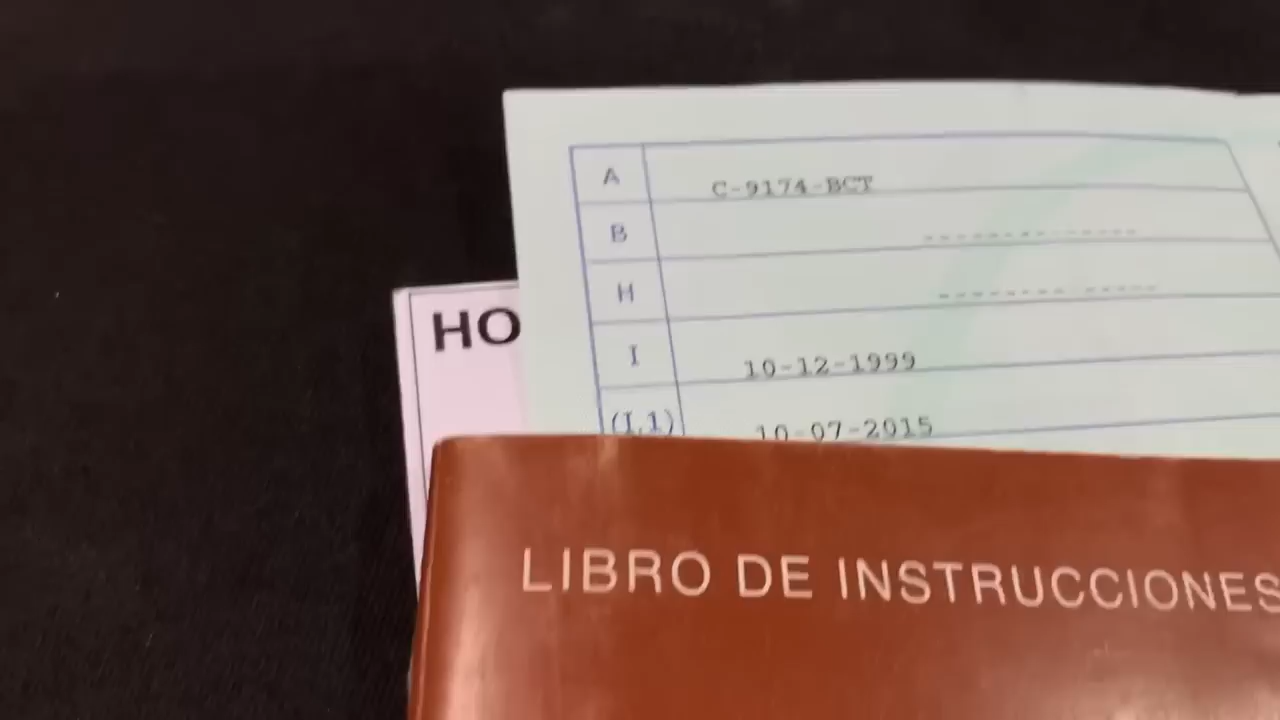 A C-9174-BCT
B -------------
H -------- -----
I 10-12-1999
(I.1) 10-07-2015
HO
LIBRO DE INSTRUCCIONES